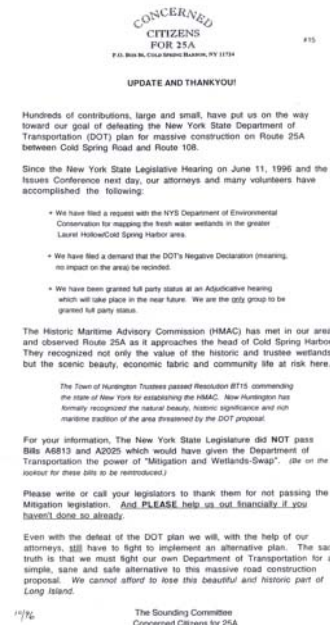 CONCERNED
CITIZENS
FOR 25A
P.O. BOX 86, COLD SPRING HARBOR, NY 11724
#15
UPDATE AND THANKYOU!
Hundreds of contributions, large and small, have put us on the way
toward our goal of defeating the New York State Department of
Transportation (DOT) plan for massive construction on Route 25A
between Cold Spring Road and Route 108.
Since the New York State Legislative Hearing on June 11, 1996 and the
Issues Conference next day, our attorneys and many volunteers have
accomplished the following:
• We have filed a request with the NYS Department of Environmental
Conservation for mapping the fresh water wetlands in the greater
Laurel Hollow/Cold Spring Harbor area.
• We have filed a demand that the DOT's Negative Declaration (meaning,
no impact on the area) be recinded.
• We have been granted full party status at an Adjudicative hearing
which will take place in the near future. We are the only group to be
granted full party status.
The Historic Maritime Advisory Commission (HMAC) has met in our area
and observed Route 25A as it approaches the head of Cold Spring Harbor
They recognized not only the value of the historic and trustee wetlands
but the scenic beauty, economic fabric and community life at risk here.
The Town of Huntington Trustees passed Resolution BT15 commending
the state of New York for establishing the HMAC. Now Huntington has
formally recognized the natural beauty, historic significance and rich
maritime tradition of the area threatened by the DOT proposal.
For your information, The New York State Legislature did NOT pass
Bills A6813 and A2025 which would have given the Department of
Transportation the power of "Mitigation and Wetlands-Swap". (Be on the
lookout for these bills to be reintroduced.)
Please write or call your legislators to thank them for not passing the
Mitigation legislation. And PLEASE help us out financially if you
haven't done so already.
Even with the defeat of the DOT plan we will, with the help of our
attorneys, still have to fight to implement an alternative plan. The sad
truth is that we must fight our own Department of Transportation for a
simple, sane and safe alternative to this massive road construction
proposal. We cannot afford to lose this beautiful and historic part of
Long Island.
10/96
The Sounding Committee
Concerned Citizens for 25A